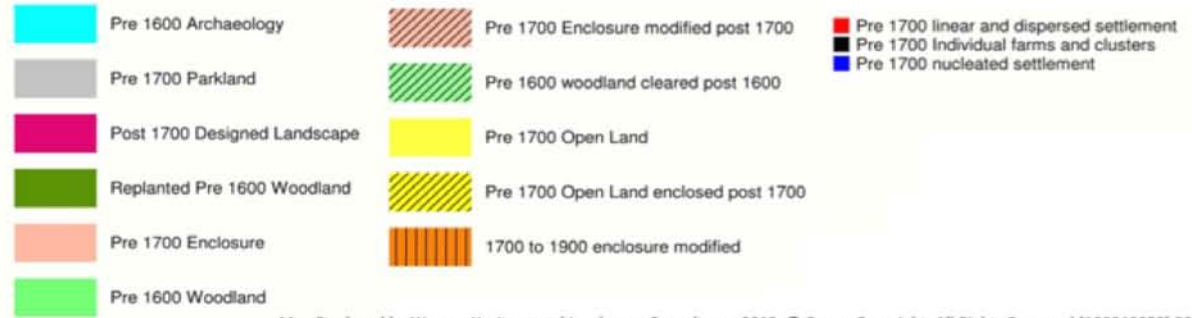 Pre 1600 Archaeology
Pre 1700 Parkland
Post 1700 Designed Landscape
Replanted Pre 1600 Woodland
Pre 1700 Enclosure
Pre 1600 Woodland
Pre 1700 Enclosure modified post 1700
Pre 1600 woodland cleared post 1600
Pre 1700 Open Land
Pre 1700 Open Land enclosed post 1700
1700 to 1900 enclosure modified
Pre 1700 linear and dispersed settlement
Pre 1700 Individual farms and clusters
Pre 1700 nucleated settlement